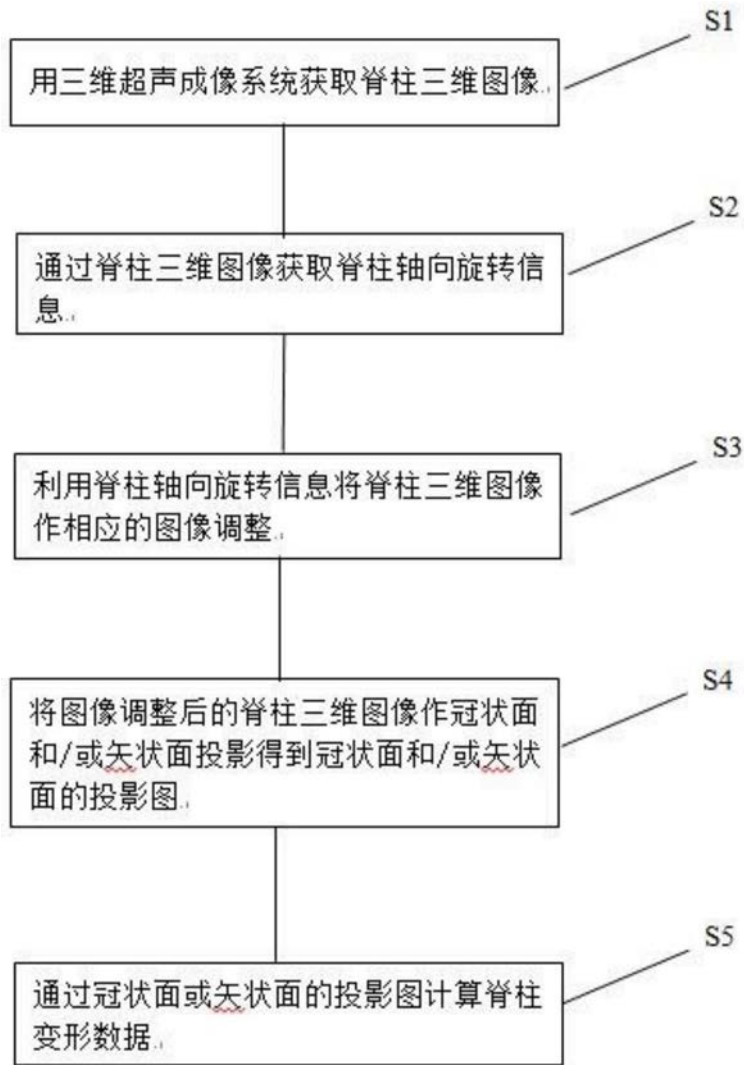 S1
用三维超声成像系统获取脊柱三维图像
S2
通过脊柱三维图像获取脊柱轴向旋转信
息
S3
利用脊柱轴向旋转信息将脊柱三维图像
作相应的图像调整
S4
将图像调整后的脊柱三维图像作冠状面
和/或矢状面投影得到冠状面和/或矢状
面的投影图
S5
通过冠状面或矢状面的投影图计算脊柱
变形数据